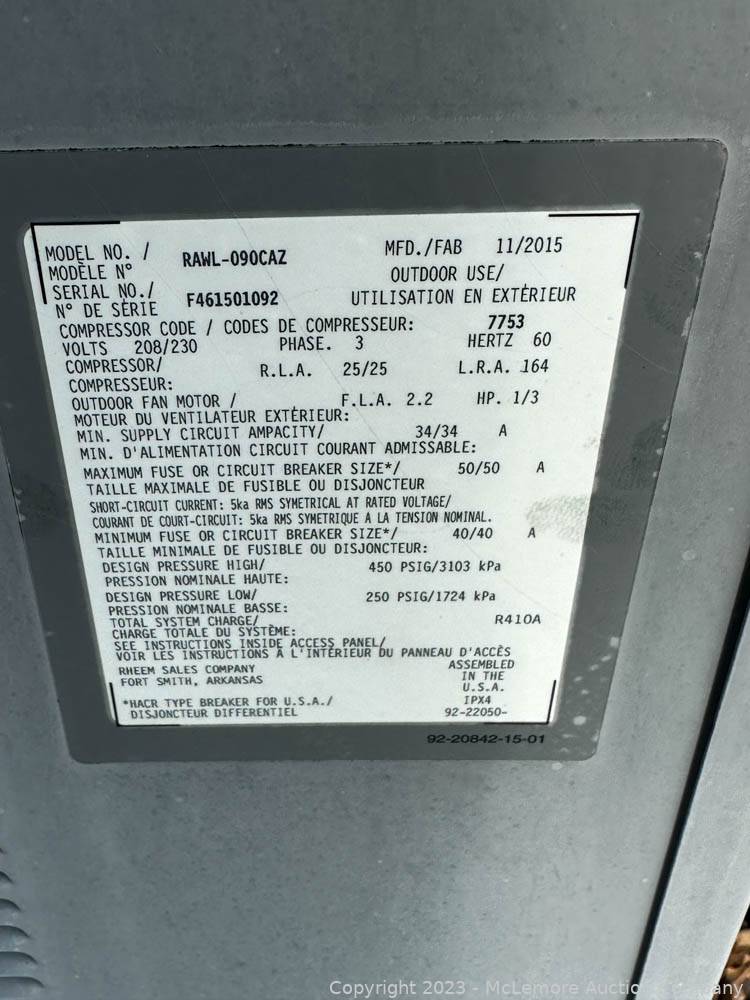 MODEL NO. / RAWL-090CAZ MFD./FAB 11/2015
MODÈLE N°
OUTDOOR USE/
SERIAL NO./ F461501092 UTILISATION EN EXTÉRIEUR
N° DE SÉRIE
COMPRESSOR CODE / CODES DE COMPRESSEUR: 7753
VOLTS 208/230 PHASE. 3 HERTZ 60
COMPRESSOR/ R.L.A. 25/25 L.R.A. 164
COMPRESEUR:
OUTDOOR FAN MOTOR / F.L.A. 2.2 HP. 1/3
MOTEUR DU VENTILATEUR EXTÉRIEUR:
MIN. SUPPLY CIRCUIT AMPACITY/ 34/34 A
MIN. D'ALIMENTATION CIRCUIT COURANT ADMISSABLE:
MAXIMUM FUSE OR CIRCUIT BREAKER SIZE*/ 50/50 A
TAILLE MAXIMALE DE FUSIBLE OU DISJONCTEUR
SHORT-CIRCUIT CURRENT: 5ka RMS SYMETRICAL AT RATED VOLTAGE/
COURANT DE COURT-CIRCUIT: 5ka RMS SYMETRIQUE A LA TENSION NOMINAL.
MINIMUM FUSE OR CIRCUIT BREAKER SIZE*/ 40/40 A
TAILLE MINIMALE DE FUSIBLE OU DISJONCTEUR:
DESIGN PRESSURE HIGH/ 450 PSIG/3103 kPa
PRESSION NOMINALE HAUTE:
DESIGN PRESSURE LOW/ 250 PSIG/1724 kPa
PRESSION NOMINALE BASSE:
TOTAL SYSTEM CHARGE/ R410A
CHARGE TOTALE DU SYSTÈME:
SEE INSTRUCTIONS INSIDE ACCESS PANEL/
VOIR LES INSTRUCTIONS À L'INTÉRIEUR DU PANNEAU D'ACCÈS
RHEEM SALES COMPANY ASSEMBLED
FORT SMITH, ARKANSAS IN THE
U.S.A.
*HACR TYPE BREAKER FOR U.S.A./ IPX4
DISJONCTEUR DIFFERENTIEL 92-22050-
92-20842-15-01
Copyright 2023 - McLemore Auction Company